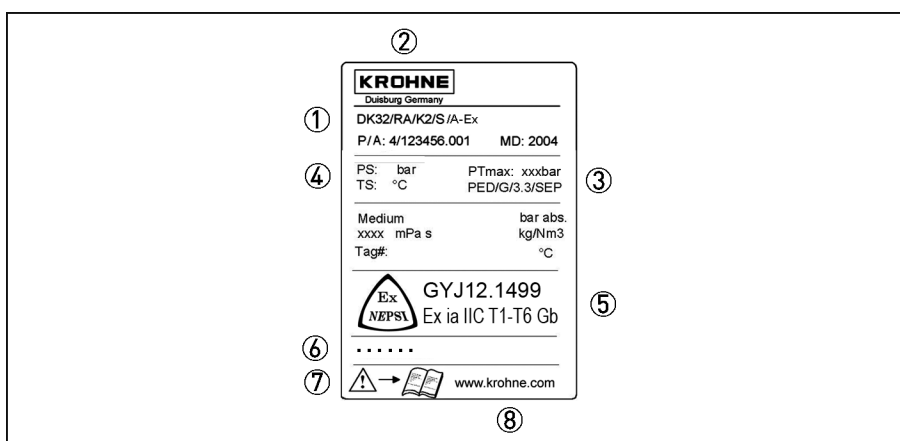 ②
KROHNE
Duisburg Germany
① DK32/RA/K2/S/A-Ex
P/A: 4/123456.001 MD: 2004
④ PS: bar PTmax: xxxbar ③
TS: °C PED/G/3.3/SEP
Medium bar abs.
xxxx mPa s kg/Nm3
Tag#: °C
Ex GYJ12.1499 ⑤
NEPSI Ex ia IIC T1-T6 Gb
⑥ ......
⑦ www.krohne.com
⑧